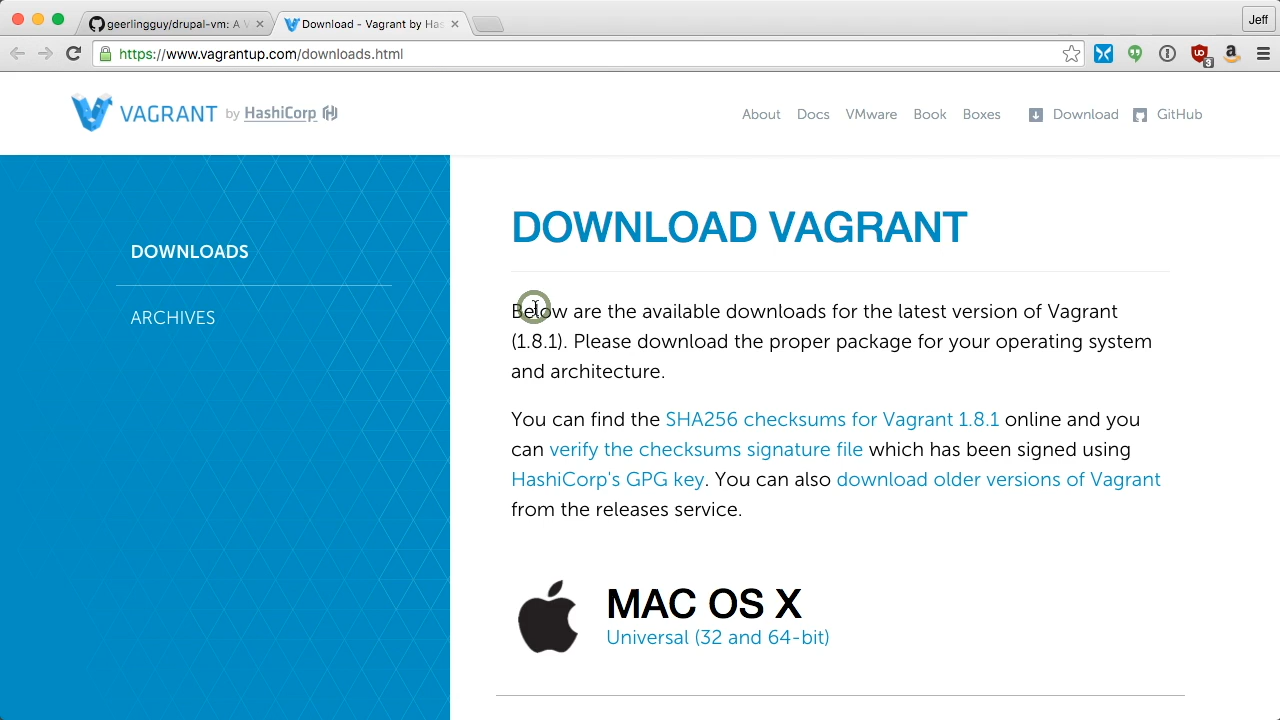 geerlingguy/drupal-vm: A V
Download - Vagrant by Has
Jeff
https://www.vagrantup.com/downloads.html
3
VAGRANT by HashiCorp
About Docs VMware Book Boxes Download GitHub
DOWNLOADS
ARCHIVES
DOWNLOAD VAGRANT
Below are the available downloads for the latest version of Vagrant
(1.8.1). Please download the proper package for your operating system
and architecture.
You can find the SHA256 checksums for Vagrant 1.8.1 online and you
can verify the checksums signature file which has been signed using
HashiCorp's GPG key. You can also download older versions of Vagrant
from the releases service.
MAC OS X
Universal (32 and 64-bit)